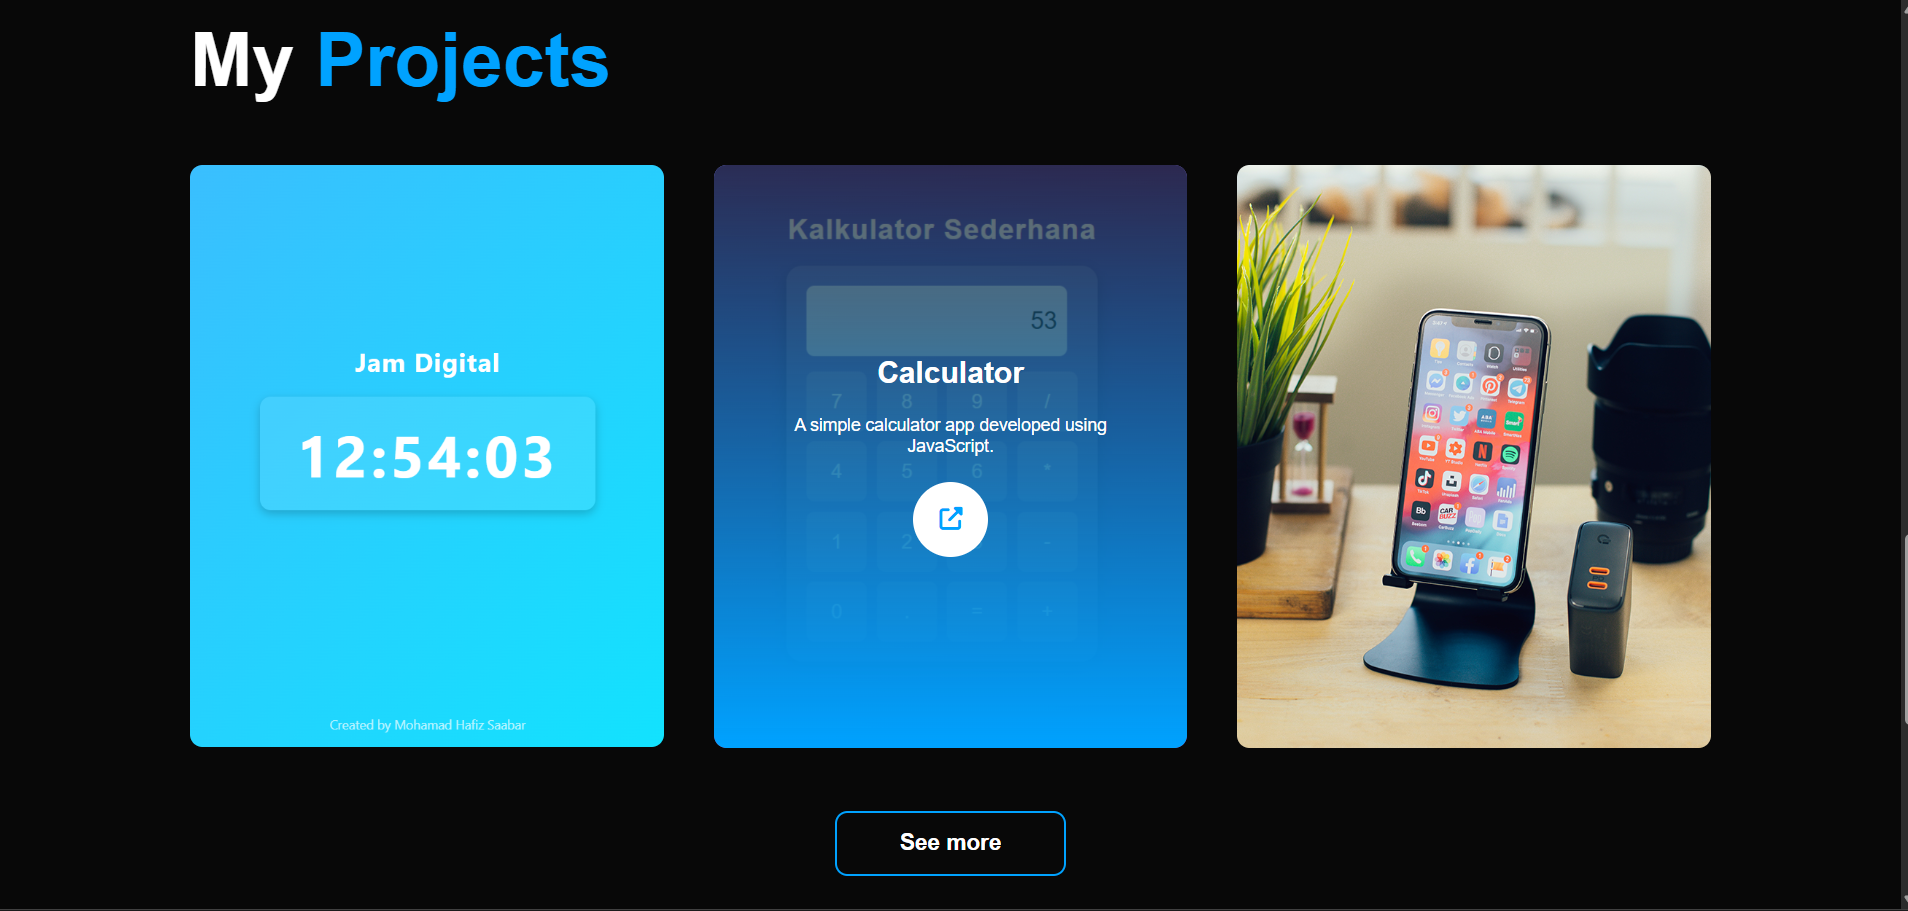 My Projects
Jam Digital
12:54:03
Created by Mohamad Hafiz Saabar
Kalkulator Sederhana
53
Calculator
7 8 9 /
A simple calculator app developed using
JavaScript.
4 5 6 *
1 2 -
0 . = +
See more